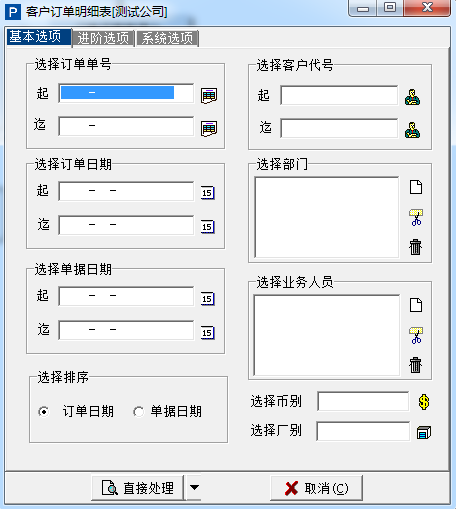 P 客户订单明细表[测试公司]
基本选项 进阶选项 系统选项
选择订单单号
起 -
迄 -
选择订单日期
起 - -
迄 - -
选择单据日期
起 - -
迄 - -
选择排序
订单日期 单据日期
选择客户代号
起
迄
选择部门
选择业务人员
选择币别
选择厂别
15
15
15
15
$
直接处理 取消(C)